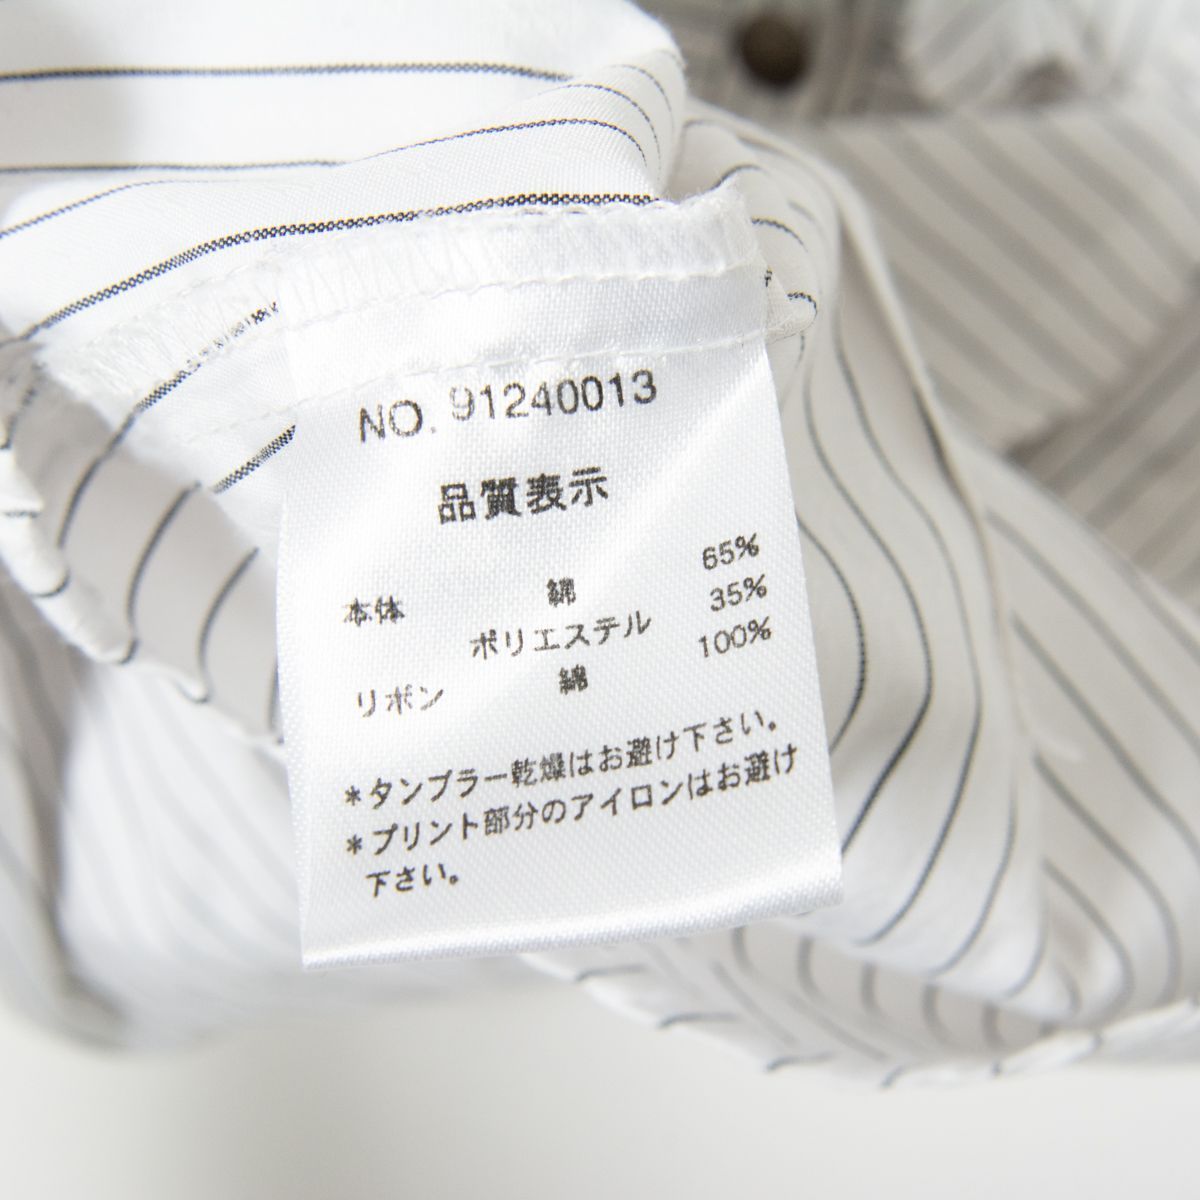 NO. 91240013
品質表示
本体 綿 65%
ポリエステル 35%
リボン 綿 100%
*タンブラー乾燥はお避け下さい。
*プリント部分のアイロンはお避け
下さい。